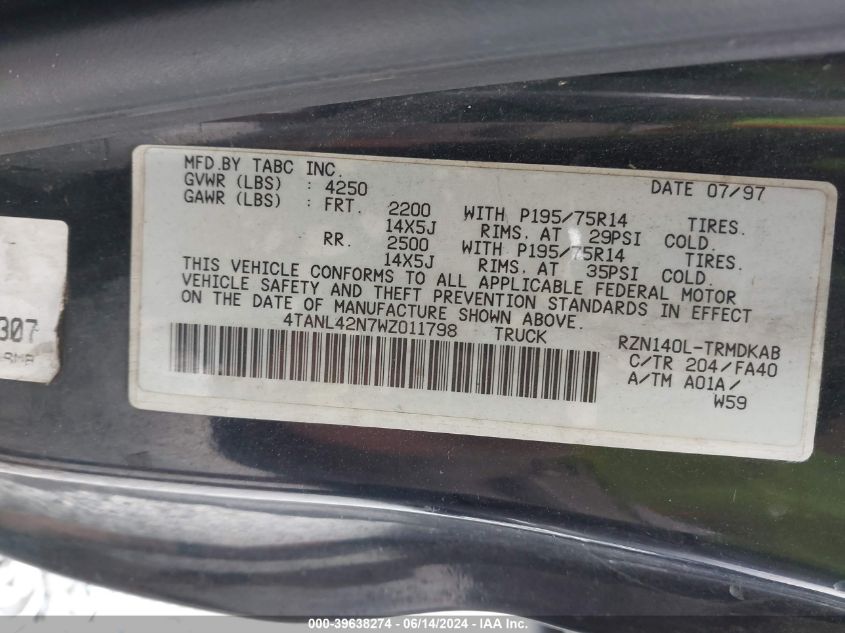 MFD.BY TABC INC. DATE 07/97
GVWR (LBS) : 4250
GAWR (LBS) : FRT. 2200 WITH P195/75R14 TIRES.
14X5J RIMS. AT 29PSI COLD.
RR. 2500 WITH P195/75R14 TIRES.
14X5J RIMS. AT 35PSI COLD.
THIS VEHICLE CONFORMS TO ALL APPLICABLE FEDERAL MOTOR
VEHICLE SAFETY AND THEFT PREVENTION STANDARDS IN EFFECT
ON THE DATE OF MANUFACTURE SHOWN ABOVE.
4TANL42N7WZ011798 TRUCK
RZN140L-TRMDKAB
C/TR 204/FA40
A/TM A01A/
W59
307
000-39638274 - 06/14/2024 - IAA Inc.